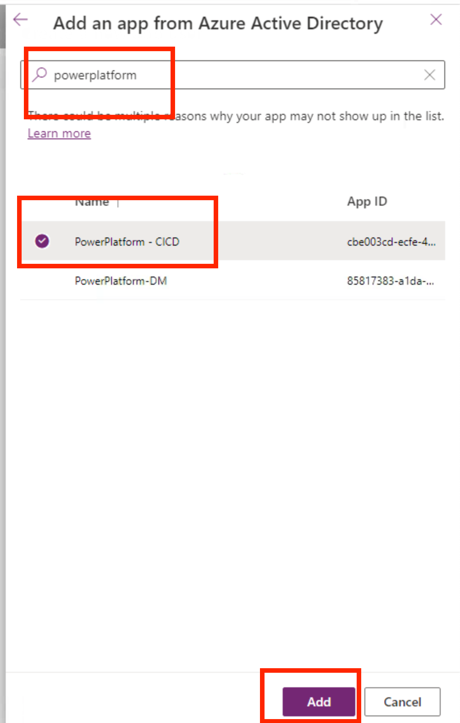 Add an app from Azure Active Directory
powerplatform
There could be multiple reasons why your app may not show up in the list.
Learn more
Name
App ID
PowerPlatform - CICD
cbe003cd-ecfe-4...
PowerPlatform-DM
85817383-a1da-...
Add
Cancel